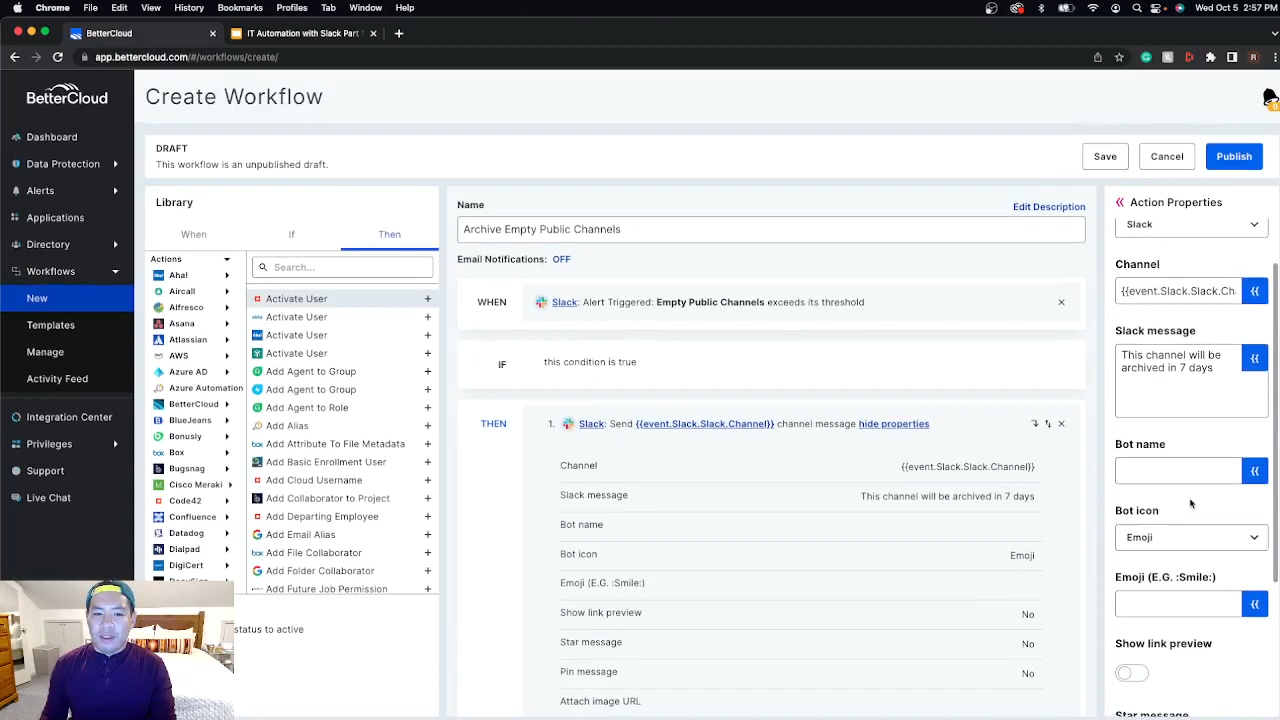 Chrome File Edit View History Bookmarks Profiles Tab Window Help Wed Oct 5 2:57 PM
BetterCloud
IT Automation with Slack Part
app.bettercloud.com/#/workflows/create/
R
BetterCloud
Dashboard
Data Protection
Alerts
Applications
Directory
Workflows
New
Templates
Manage
Activity Feed
Integration Center
Privileges
Support
Live Chat
Create Workflow
DRAFT
This workflow is an unpublished draft.
Save
Cancel
Publish
Library
When
If
Then
Actions
Aha!
Aircall
Alfresco
Asana
Atlassian
AWS
Azure AD
Azure Automation
BetterCloud
BlueJeans
Bonusly
Box
Bugsnag
Cisco Meraki
Code42
Confluence
Datadog
Dialpad
DigiCert
Search...
Activate User
Activate User
Activate User
Activate User
Add Agent to Group
Add Agent to Group
Add Agent to Role
Add Alias
Add Attribute To File Metadata
Add Basic Enrollment User
Add Cloud Username
Add Collaborator to Project
Add Departing Employee
Add Email Alias
Add File Collaborator
Add Folder Collaborator
Add Future Job Permission
status to active
Name
Edit Description
Archive Empty Public Channels
Email Notifications: OFF
WHEN
Slack: Alert Triggered: Empty Public Channels exceeds its threshold
IF
this condition is true
THEN
1. Slack: Send {{event.Slack.Slack.Channel}} channel message hide properties
Channel {{event.Slack.Slack.Channel}}
Slack message This channel will be archived in 7 days
Bot name
Bot icon Emoji
Emoji (E.G. :Smile:)
Show link preview No
Star message No
Pin message No
Attach image URL
Action Properties
Slack
Channel
{{event.Slack.Slack.Ch
Slack message
This channel will be
archived in 7 days
Bot name
Bot icon
Emoji
Emoji (E.G. :Smile:)
Show link preview
Star message